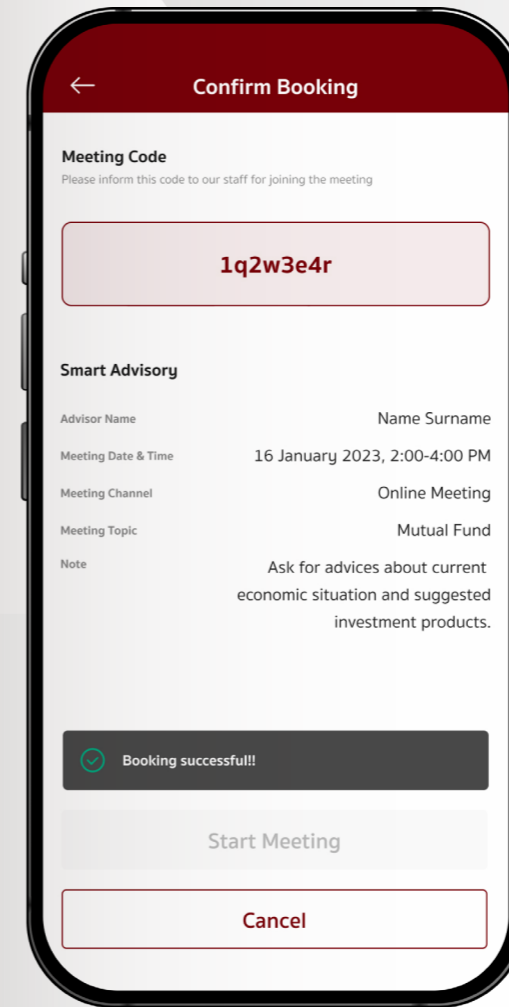 Confirm Booking
Meeting Code
Please inform this code to our staff for joining the meeting
1q2w3e4r
Smart Advisory
Advisor Name Name Surname
Meeting Date & Time 16 January 2023, 2:00-4:00 PM
Meeting Channel Online Meeting
Meeting Topic Mutual Fund
Note Ask for advices about current
economic situation and suggested
investment products.
Booking successful!!
Start Meeting
Cancel